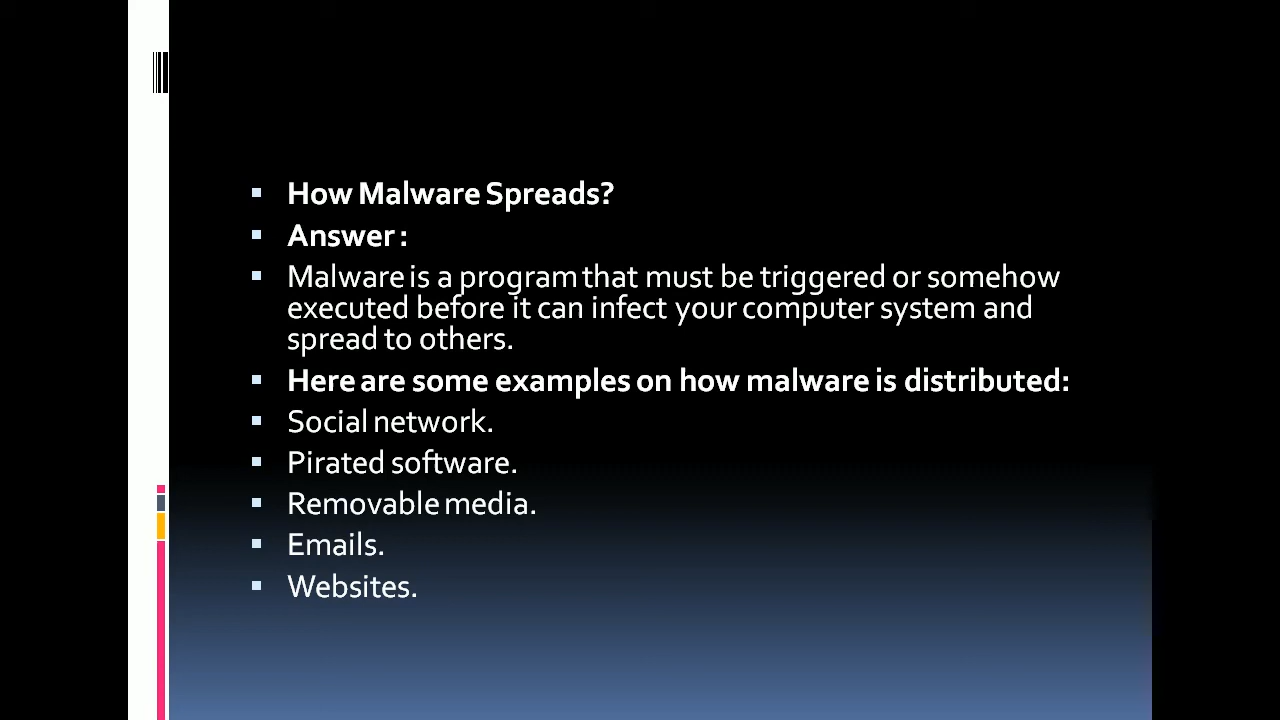 How Malware Spreads?
Answer :
Malware is a program that must be triggered or somehow
executed before it can infect your computer system and
spread to others.
Here are some examples on how malware is distributed:
Social network.
Pirated software.
Removable media.
Emails.
Websites.